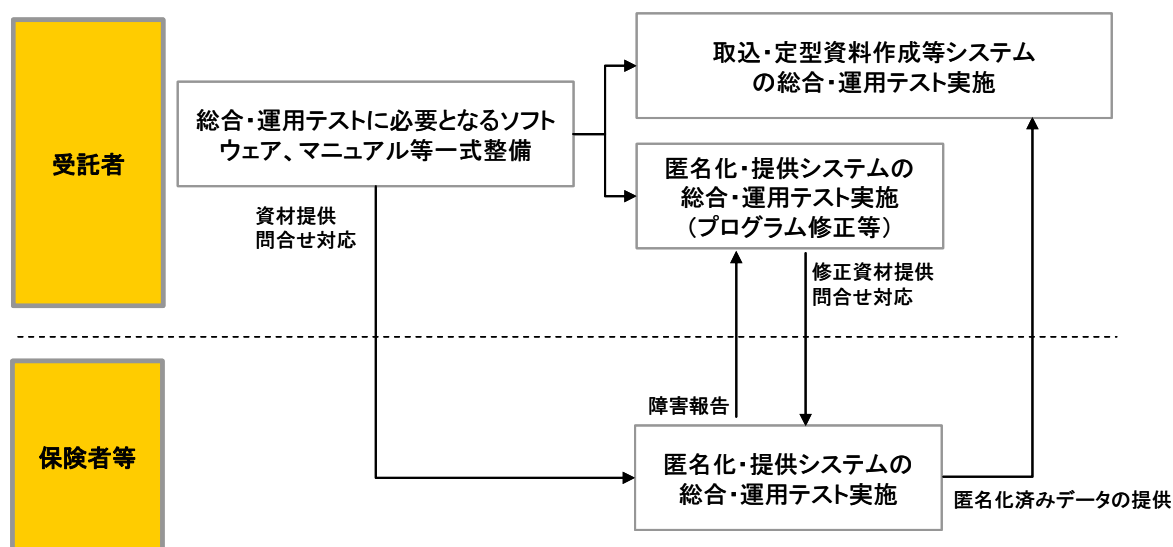 受託者
総合・運用テストに必要となるソフト
ウェア、マニュアル等一式整備
取込・定型資料作成等システム
の総合・運用テスト実施
匿名化・提供システムの
総合・運用テスト実施
（プログラム修正等）
資材提供
問合せ対応
修正資材提供
問合せ対応
保険者等
障害報告
匿名化・提供システムの
総合・運用テスト実施
匿名化済みデータの提供